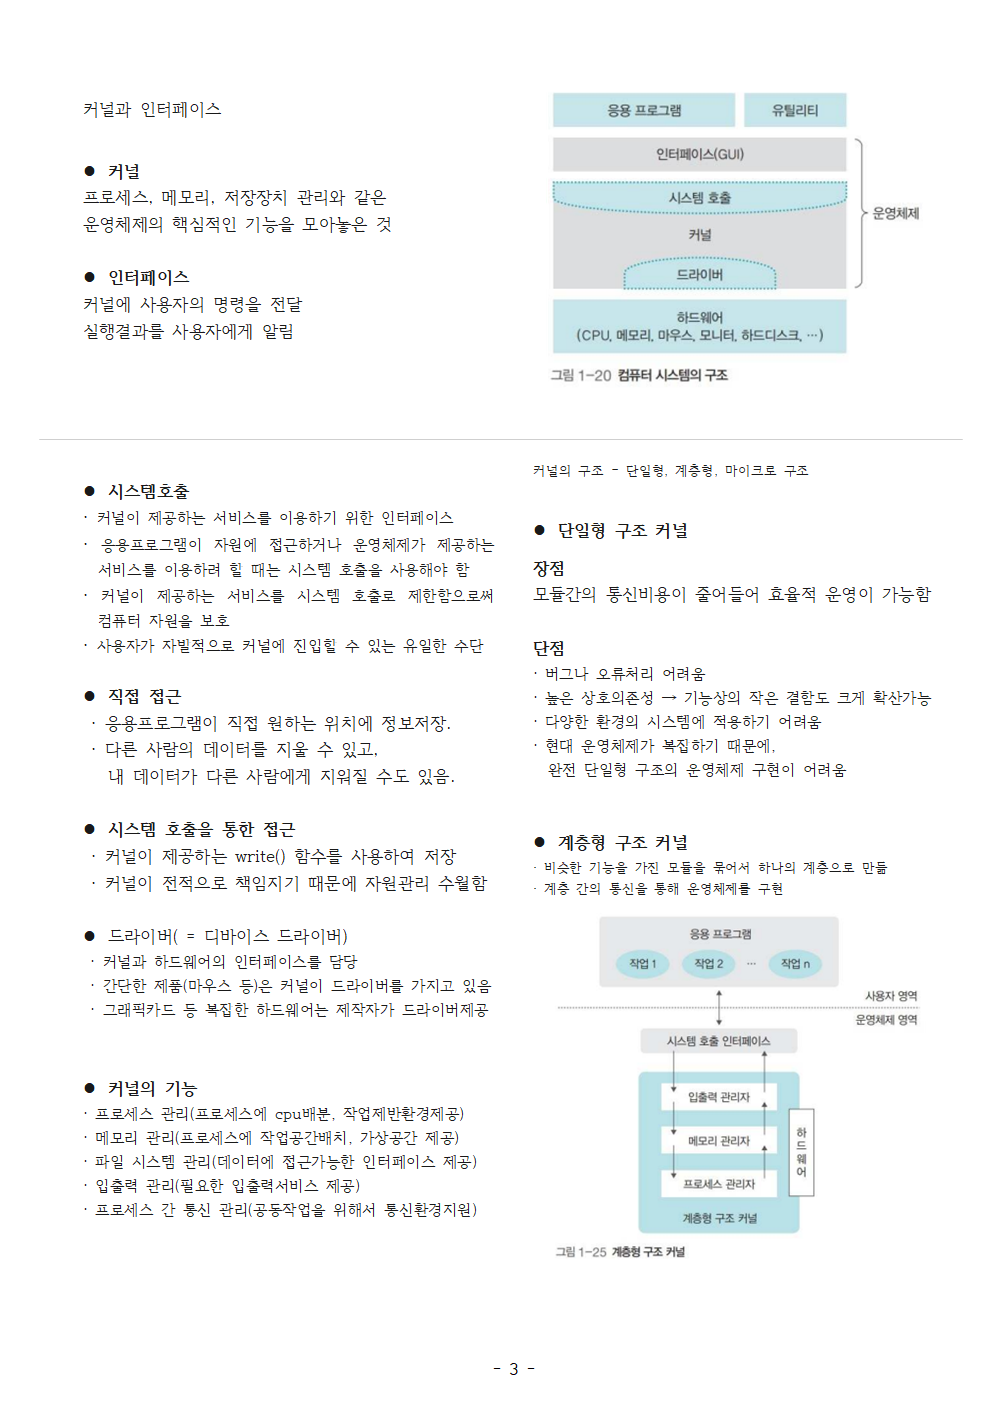 커널과 인터페이스
● 커널
프로세스, 메모리, 저장장치 관리와 같은
운영체제의 핵심적인 기능을 모아놓은 것
● 인터페이스
커널에 사용자의 명령을 전달
실행결과를 사용자에게 알림
응용 프로그램
유틸리티
인터페이스(GUI)
시스템 호출
커널
드라이버
운영체제
하드웨어
(CPU, 메모리, 마우스, 모니터, 하드디스크, …)
그림 1-20 컴퓨터 시스템의 구조
● 시스템호출
· 커널이 제공하는 서비스를 이용하기 위한 인터페이스
· 응용프로그램이 자원에 접근하거나 운영체제가 제공하는
서비스를 이용하려 할 때는 시스템 호출을 사용해야 함
· 커널이 제공하는 서비스를 시스템 호출로 제한함으로써
컴퓨터 자원을 보호
· 사용자가 자발적으로 커널에 진입할 수 있는 유일한 수단
● 직접 접근
· 응용프로그램이 직접 원하는 위치에 정보저장.
· 다른 사람의 데이터를 지울 수 있고,
내 데이터가 다른 사람에게 지워질 수도 있음.
● 시스템 호출을 통한 접근
· 커널이 제공하는 write() 함수를 사용하여 저장
· 커널이 전적으로 책임지기 때문에 자원관리 수월함
● 드라이버( = 디바이스 드라이버)
· 커널과 하드웨어의 인터페이스를 담당
· 간단한 제품(마우스 등)은 커널이 드라이버를 가지고 있음
· 그래픽카드 등 복잡한 하드웨어는 제작자가 드라이버제공
● 커널의 기능
· 프로세스 관리(프로세스에 cpu배분, 작업제반환경제공)
· 메모리 관리(프로세스에 작업공간배치, 가상공간 제공)
· 파일 시스템 관리(데이터에 접근가능한 인터페이스 제공)
· 입출력 관리(필요한 입출력서비스 제공)
· 프로세스 간 통신 관리(공동작업을 위해서 통신환경지원)
커널의 구조 - 단일형, 계층형, 마이크로 구조
● 단일형 구조 커널
장점
모듈간의 통신비용이 줄어들어 효율적 운영이 가능함
단점
· 버그나 오류처리 어려움
· 높은 상호의존성 → 기능상의 작은 결함도 크게 확산가능
· 다양한 환경의 시스템에 적용하기 어려움
· 현대 운영체제가 복잡하기 때문에,
완전 단일형 구조의 운영체제 구현이 어려움
● 계층형 구조 커널
· 비슷한 기능을 가진 모듈을 묶어서 하나의 계층으로 만듦
· 계층 간의 통신을 통해 운영체제를 구현
응용 프로그램
작업 1
작업 2
…
작업 n
사용자 영역
운영체제 영역
시스템 호출 인터페이스
입출력 관리자
메모리 관리자
프로세스 관리자
하드웨어
계층형 구조 커널
그림 1-25 계층형 구조 커널
- 3 -